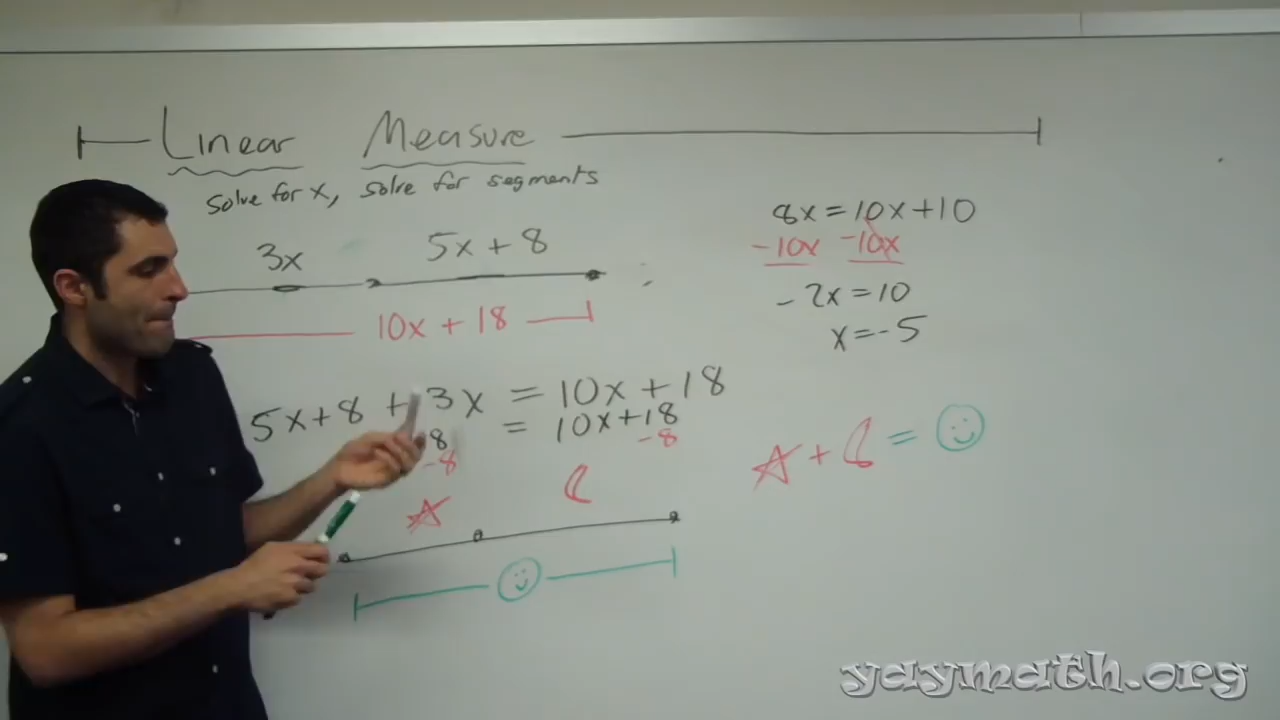 Linear Measure
solve for x, solve for segments
3x 5x + 8
10x + 18
5x+8 + 3x = 10x + 18
8 = 10x+18
-8 -8
8x = 10x + 10
-10x -10x
-2x = 10
x = -5
+ =
yaymath.org